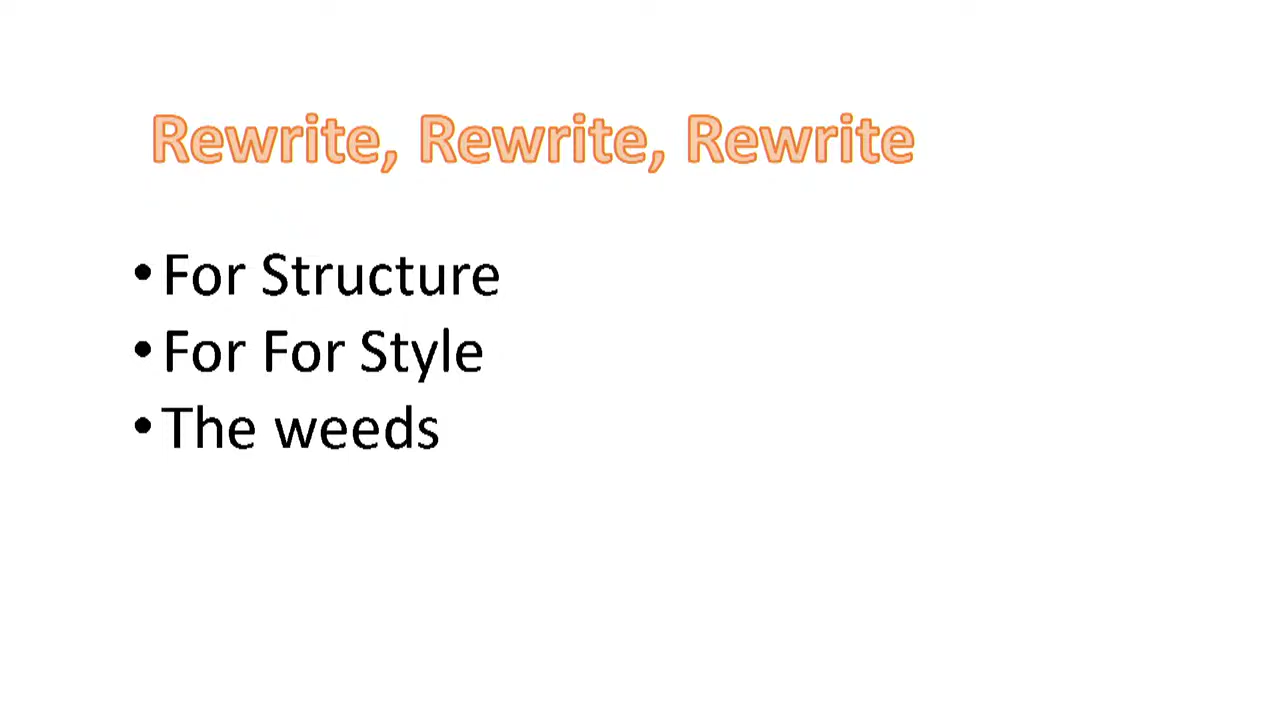 Rewrite, Rewrite, Rewrite
• For Structure
• For For Style
• The weeds